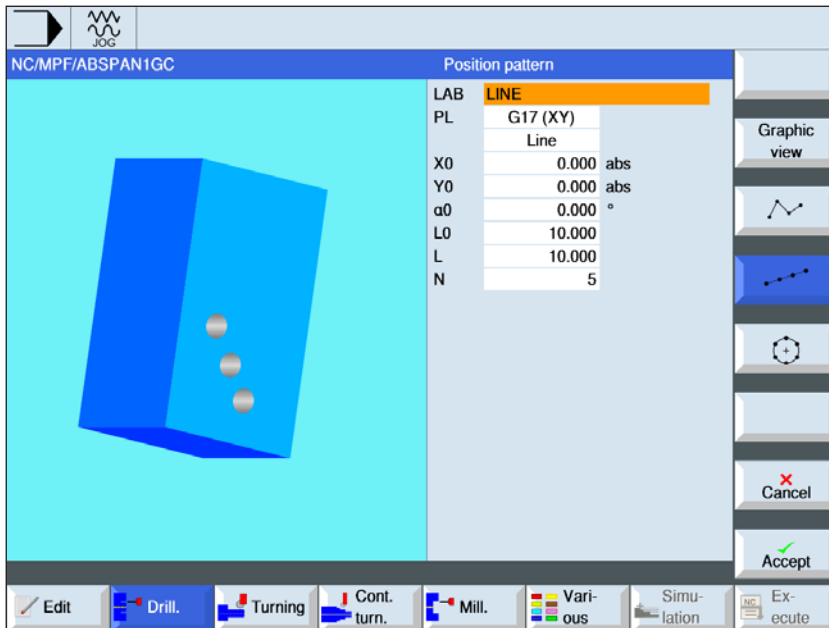 JOG
NC/MPF/ABSPAN1GC
Position pattern
LAB LINE
PL G17 (XY)
Line
X0 0.000 abs
Y0 0.000 abs
α0 0.000 °
L0 10.000
L 10.000
N 5
Graphic
view
Cancel
Accept
Edit
Drill.
Turning
Cont.
turn.
Mill.
Vari-
ous
Simu-
lation
NC
Ex-
ecute